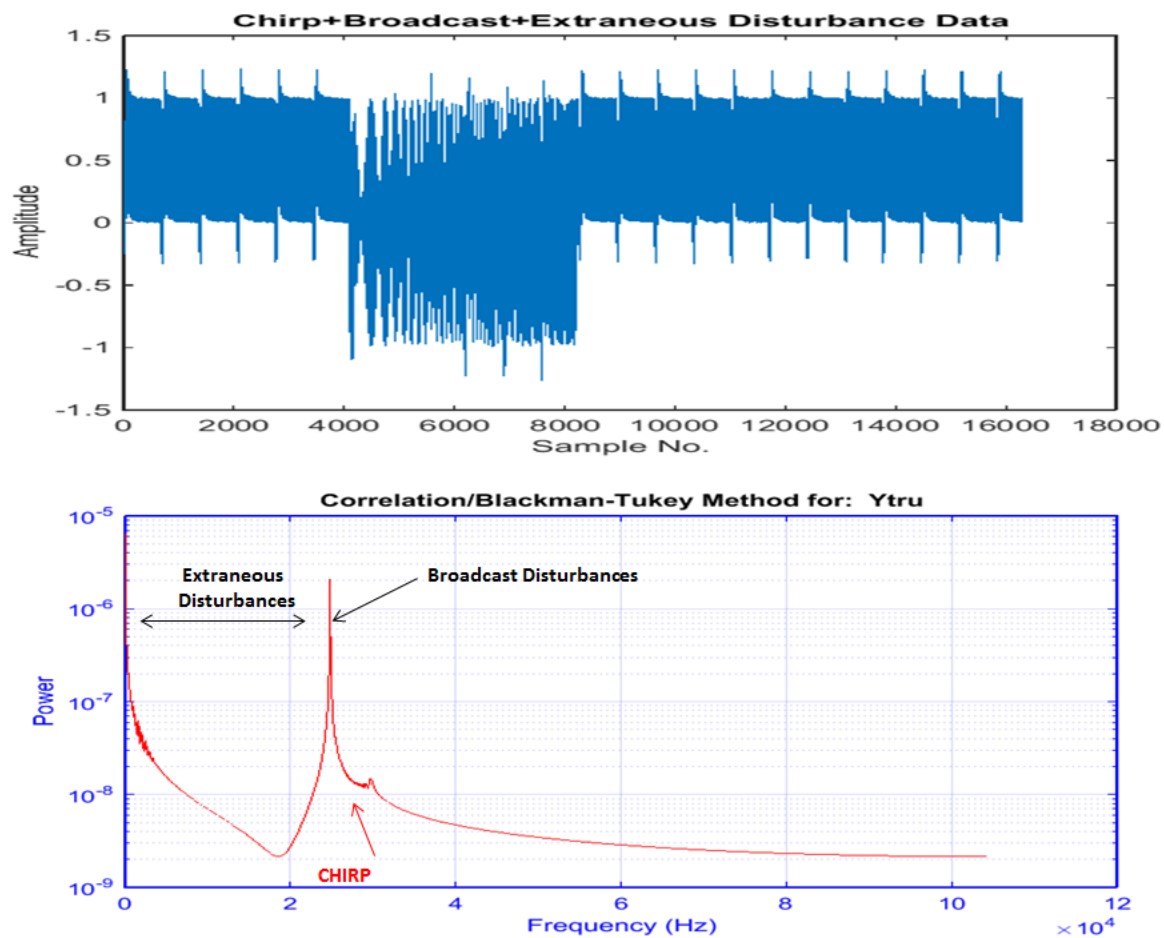 Chirp+Broadcast+Extraneous Disturbance Data
1.5
1
0.5
0
-0.5
-1
-1.5
Amplitude
0 2000 4000 6000 8000 10000 12000 14000 16000 18000
Sample No.
Correlation/Blackman-Tukey Method for: Ytru
10^-5
10^-6
10^-7
10^-8
10^-9
Power
Extraneous
Disturbances
Broadcast Disturbances
CHIRP
0 2 4 6 8 10 12
Frequency (Hz)
× 10^4